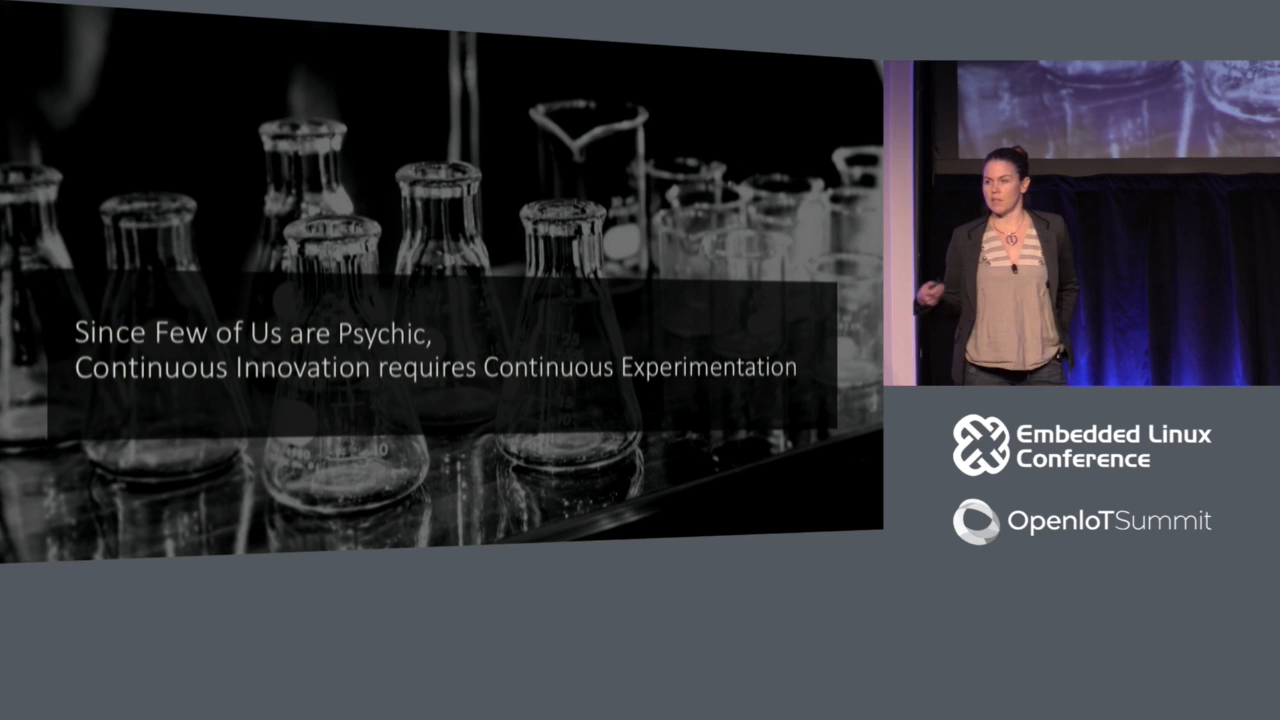 Since Few of Us are Psychic,
Continuous Innovation requires Continuous Experimentation
Embedded Linux
Conference
OpenIoTSummit